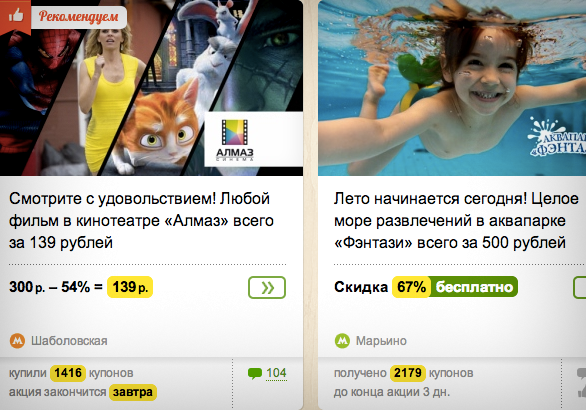 Рекомендуем
АЛМАЗ
СИНЕМА
Смотрите с удовольствием! Любой
фильм в кинотеатре «Алмаз» всего
за 139 рублей
300 р. – 54% = 139 р.
Шаболовская
купили 1416 купонов
акция закончится завтра
104
АКВАПАРК
«ФЭНТАЗИ
Лето начинается сегодня! Целое
море развлечений в аквапарке
«Фэнтази» всего за 500 рублей
Скидка 67% бесплатно
Марьино
получено 2179 купонов
до конца акции 3 дн.